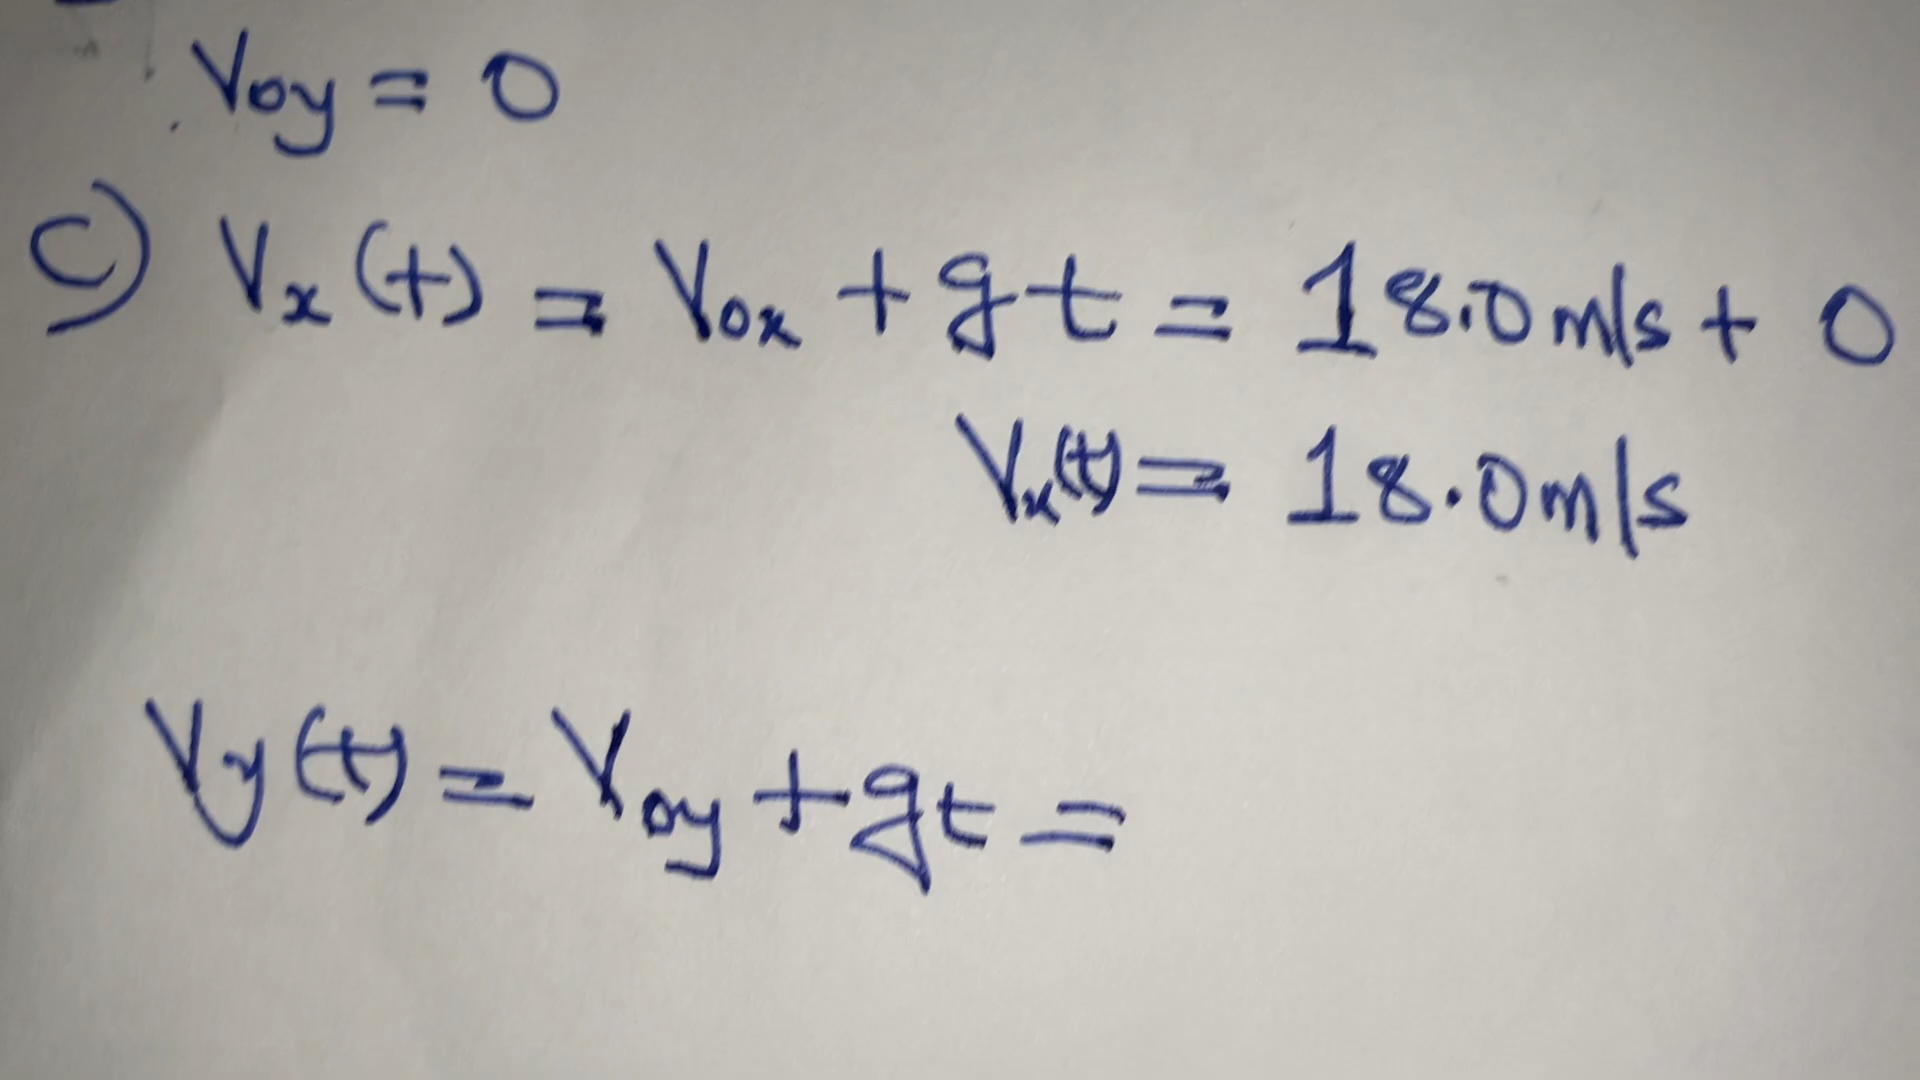 Voy = 0
c) Vx(t) = Vox + gt = 18.0 m/s + 0
Vx(t) = 18.0 m/s
Vy(t) = Voy + gt =